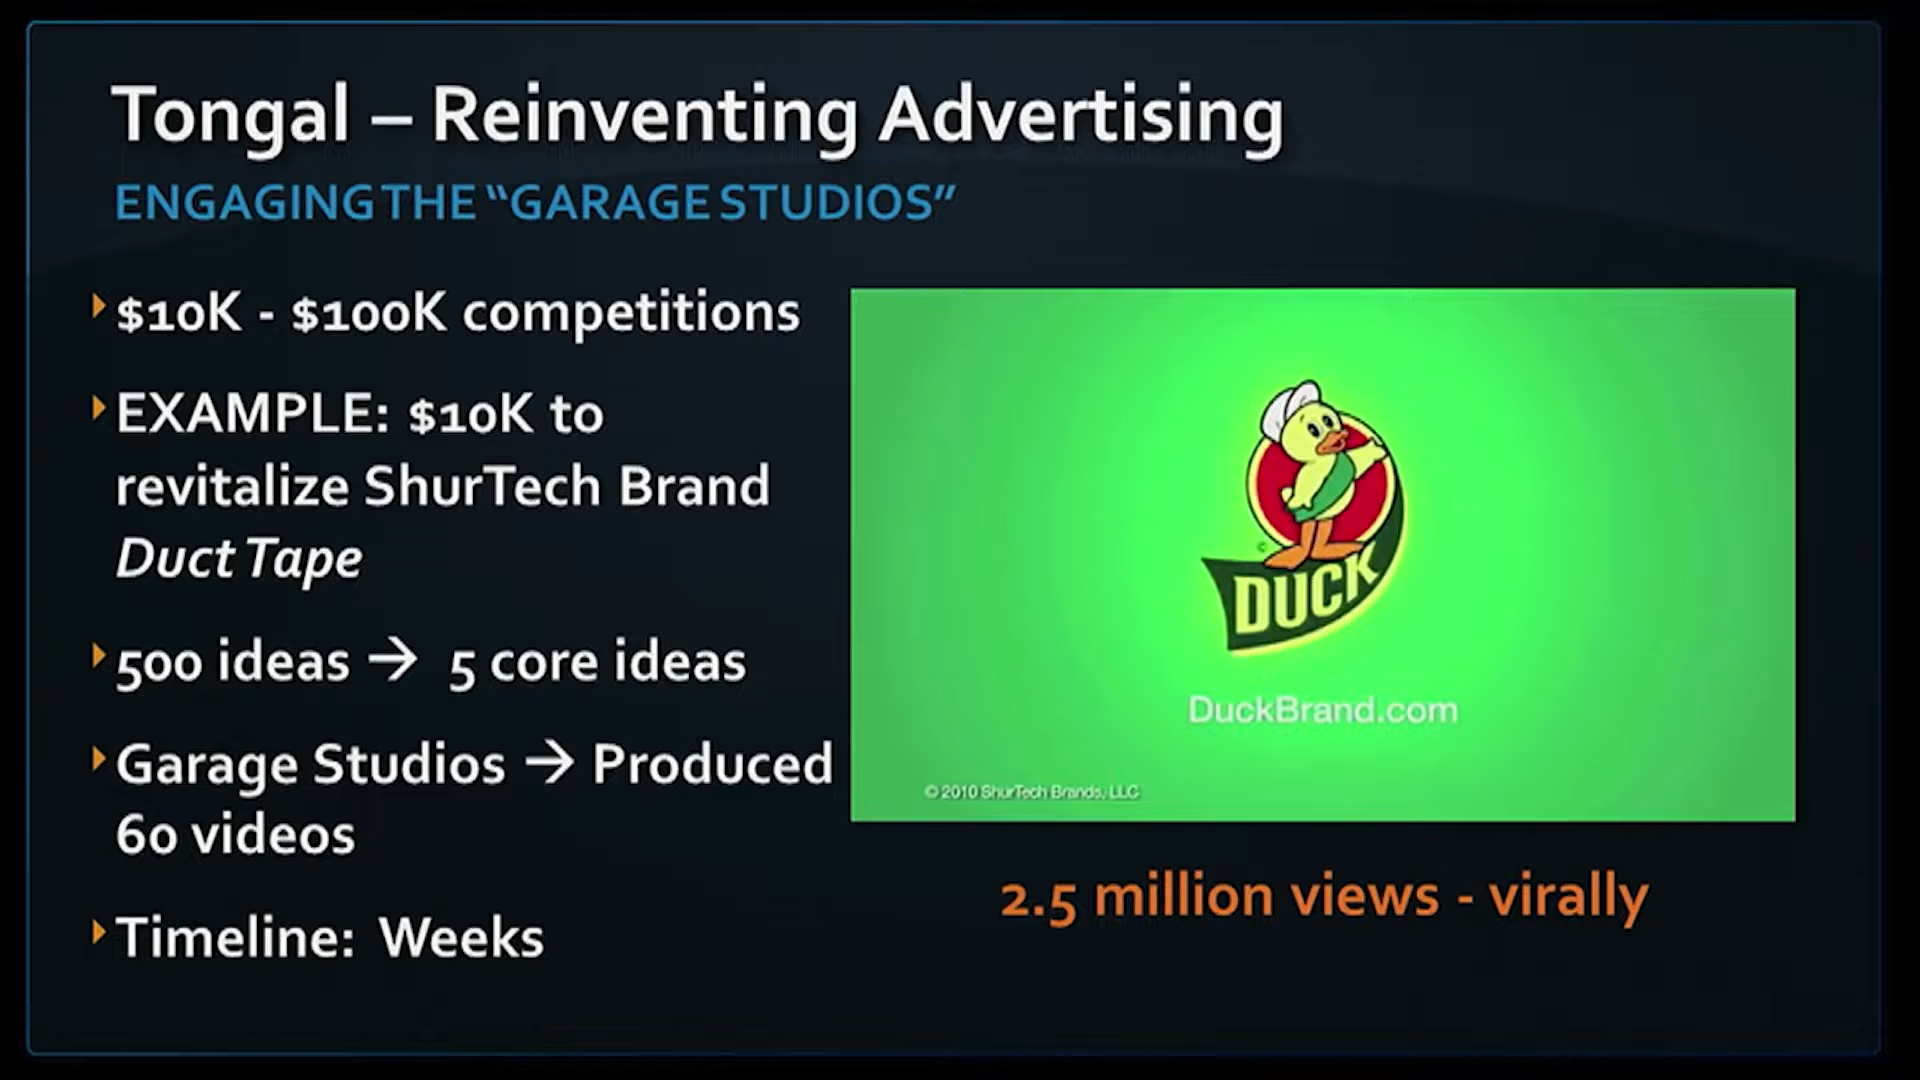 Tongal – Reinventing Advertising
ENGAGING THE “GARAGE STUDIOS”
$10K - $100K competitions
EXAMPLE: $10K to
revitalize ShurTech Brand
Duct Tape
500 ideas → 5 core ideas
Garage Studios → Produced
60 videos
Timeline: Weeks
©
DUCK
DuckBrand.com
© 2010 ShurTech Brands, LLC
2.5 million views - virally